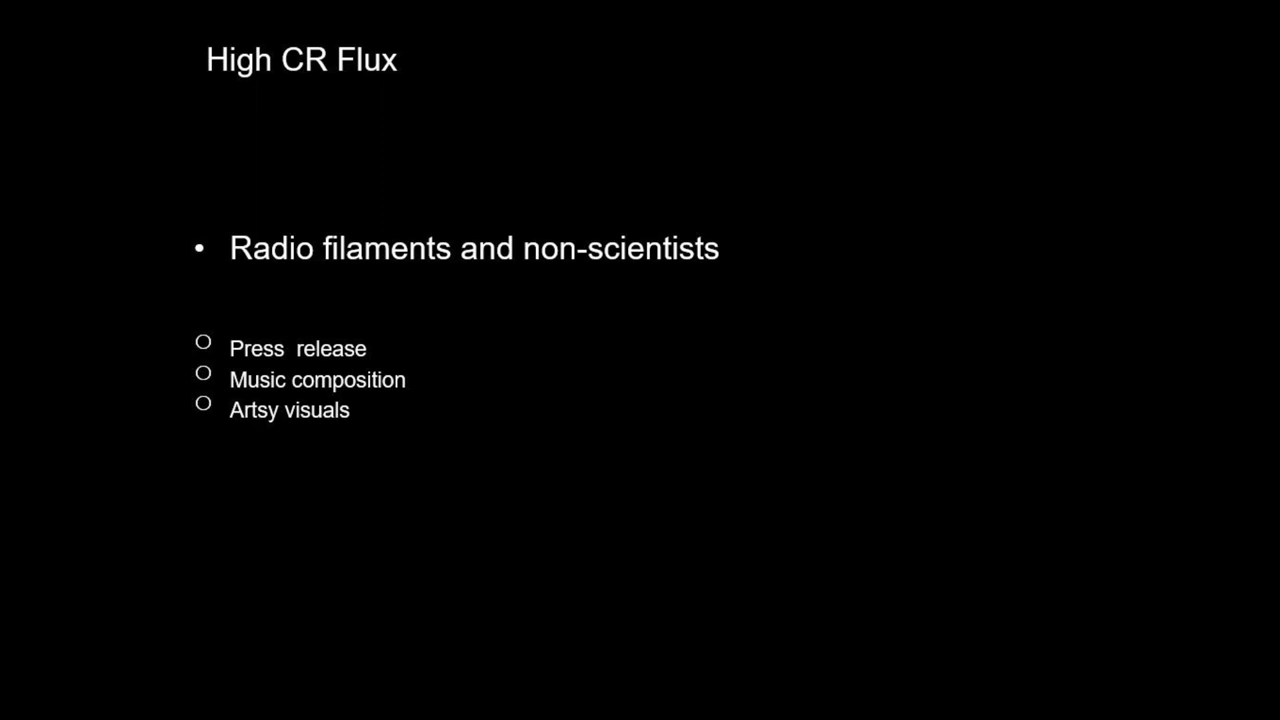 High CR Flux
• Radio filaments and non-scientists
○ Press release
○ Music composition
○ Artsy visuals